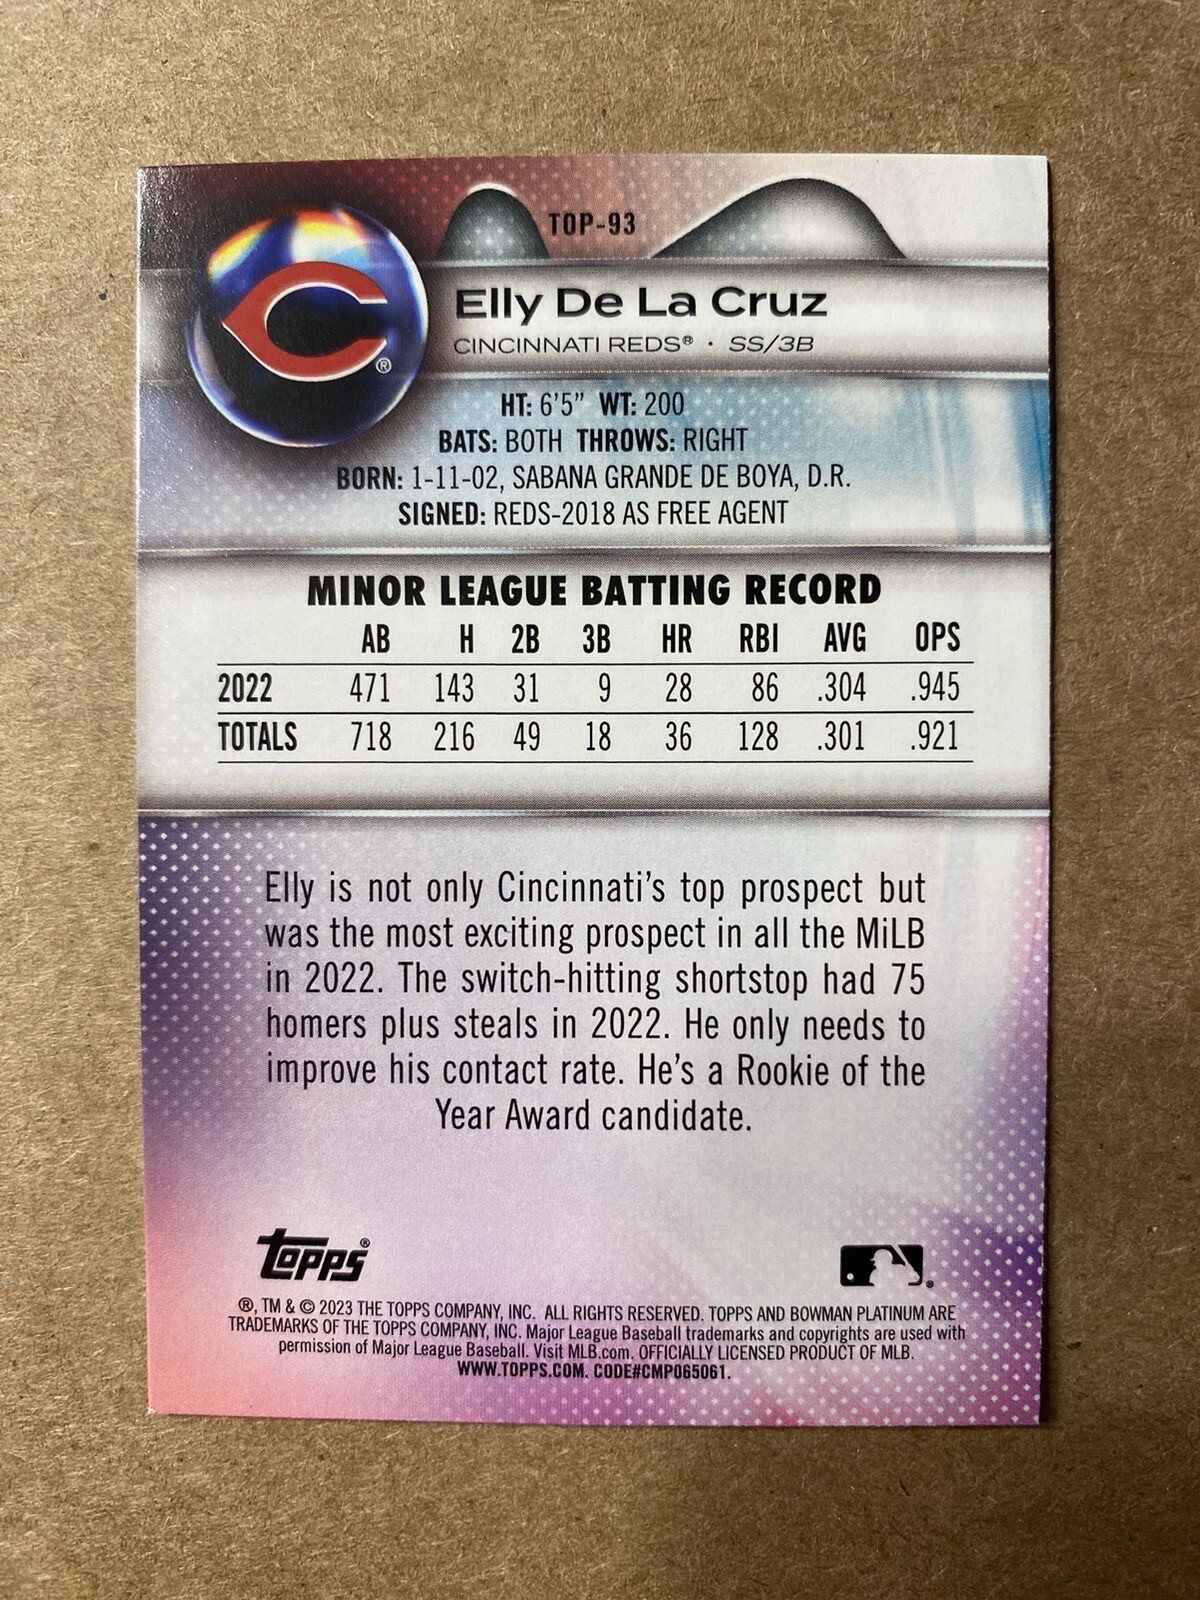 TOP-93
Elly De La Cruz
CINCINNATI REDS® · SS/3B
HT: 6'5" WT: 200
BATS: BOTH THROWS: RIGHT
BORN: 1-11-02, SABANA GRANDE DE BOYA, D.R.
SIGNED: REDS-2018 AS FREE AGENT
MINOR LEAGUE BATTING RECORD
AB H 2B 3B HR RBI AVG OPS
2022 471 143 31 9 28 86 .304 .945
TOTALS 718 216 49 18 36 128 .301 .921
Elly is not only Cincinnati's top prospect but
was the most exciting prospect in all the MiLB
in 2022. The switch-hitting shortstop had 75
homers plus steals in 2022. He only needs to
improve his contact rate. He's a Rookie of the
Year Award candidate.
topps®
®, TM & © 2023 THE TOPPS COMPANY, INC. ALL RIGHTS RESERVED. TOPPS AND BOWMAN PLATINUM ARE
TRADEMARKS OF THE TOPPS COMPANY, INC. Major League Baseball trademarks and copyrights are used with
permission of Major League Baseball. Visit MLB.com. OFFICIALLY LICENSED PRODUCT OF MLB.
WWW.TOPPS.COM. CODE#CMP065061.